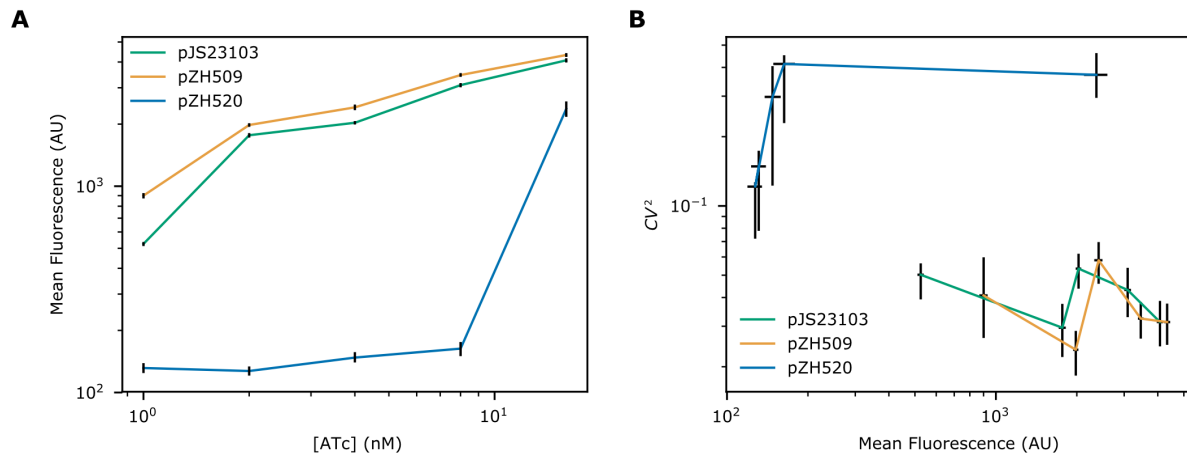 A
pJS23103
pZH509
pZH520
Mean Fluorescence (AU)
10³
10²
10⁰
10¹
[ATc] (nM)
B
CV²
10⁻¹
pJS23103
pZH509
pZH520
10²
10³
Mean Fluorescence (AU)